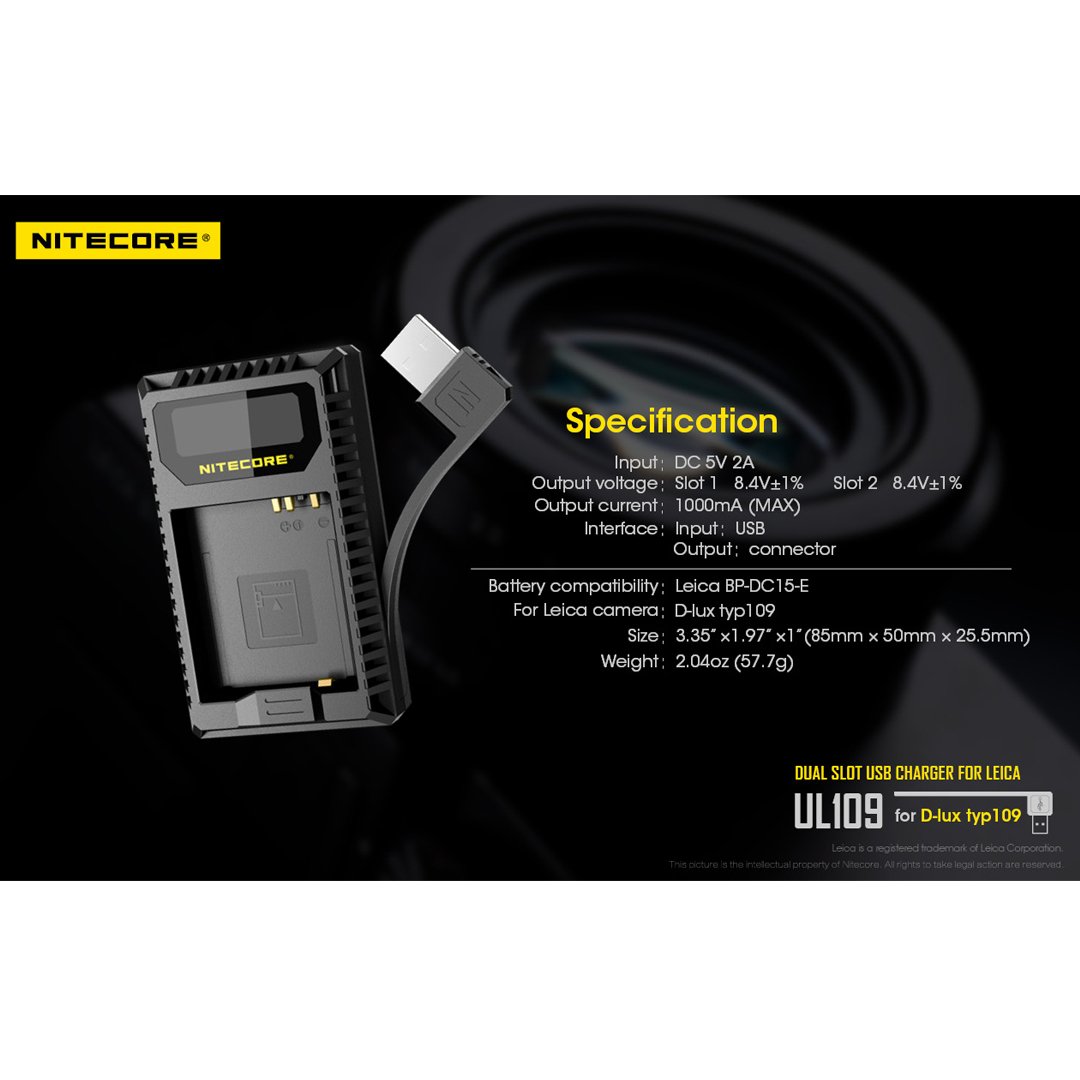 NITECORE®
NITECORE®
Specification
Input: DC 5V 2A
Output voltage: Slot 1 8.4V±1% Slot 2 8.4V±1%
Output current: 1000mA (MAX)
Interface: Input: USB
Output: connector
Battery compatibility: Leica BP-DC15-E
For Leica camera: D-lux typ109
Size: 3.35” x1.97” x1” (85mm x 50mm x 25.5mm)
Weight: 2.04oz (57.7g)
DUAL SLOT USB CHARGER FOR LEICA
UL109 for D-lux typ109
Leica is a registered trademark of Leica Corporation.
This picture is the intellectual property of Nitecore. All rights to take legal action are reserved.